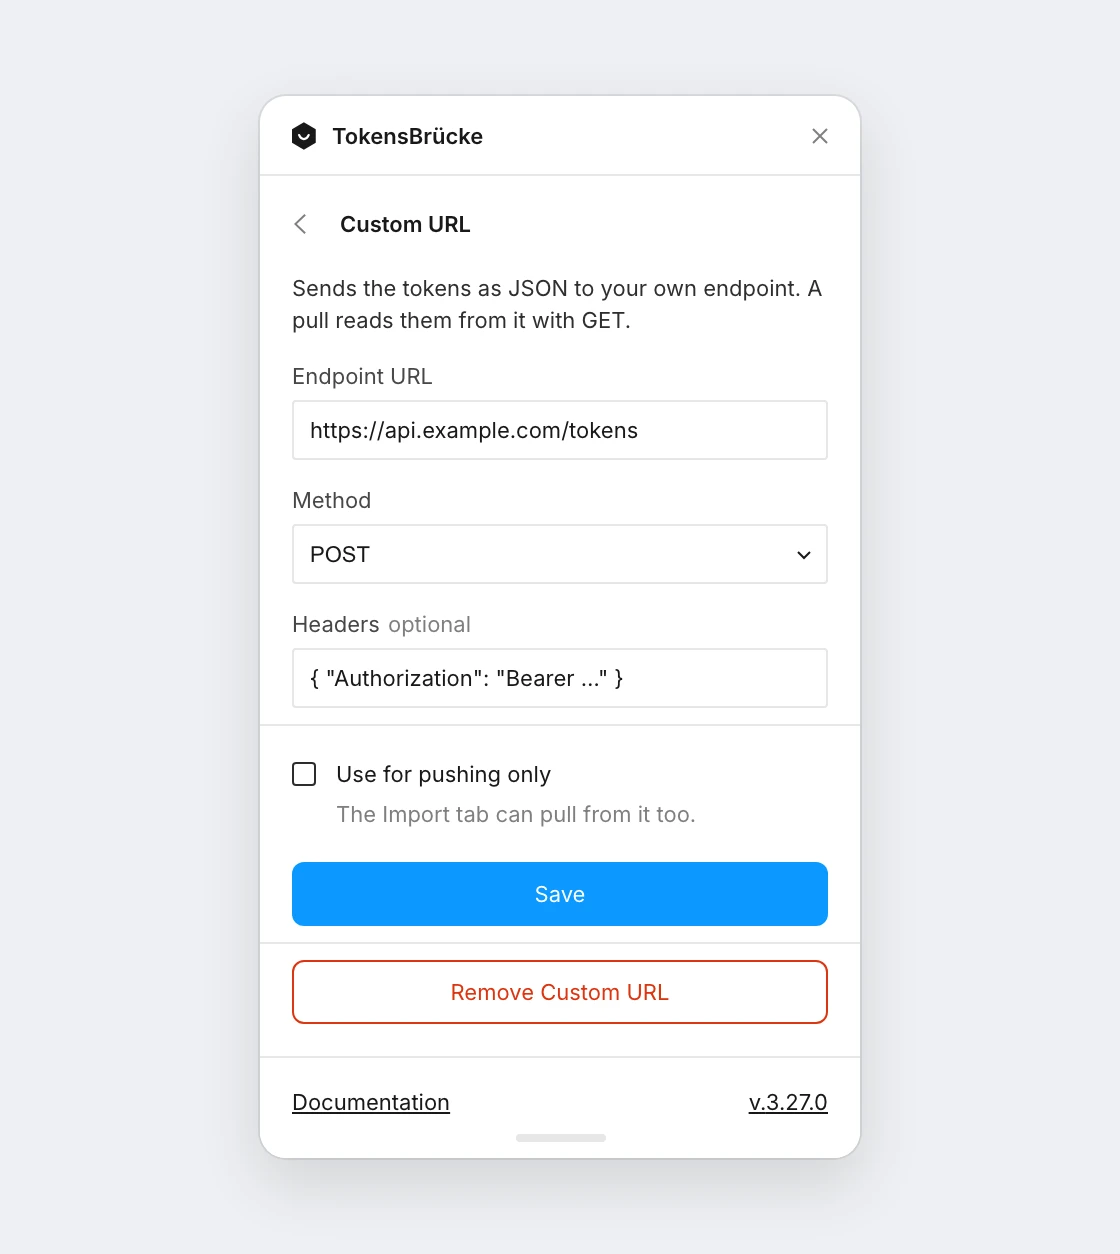 TokensBrücke
Custom URL
Sends the tokens as JSON to your own endpoint. A
pull reads them from it with GET.
Endpoint URL
https://api.example.com/tokens
Method
POST
Headers optional
{ "Authorization": "Bearer ..." }
Use for pushing only
The Import tab can pull from it too.
Save
Remove Custom URL
Documentation
v.3.27.0